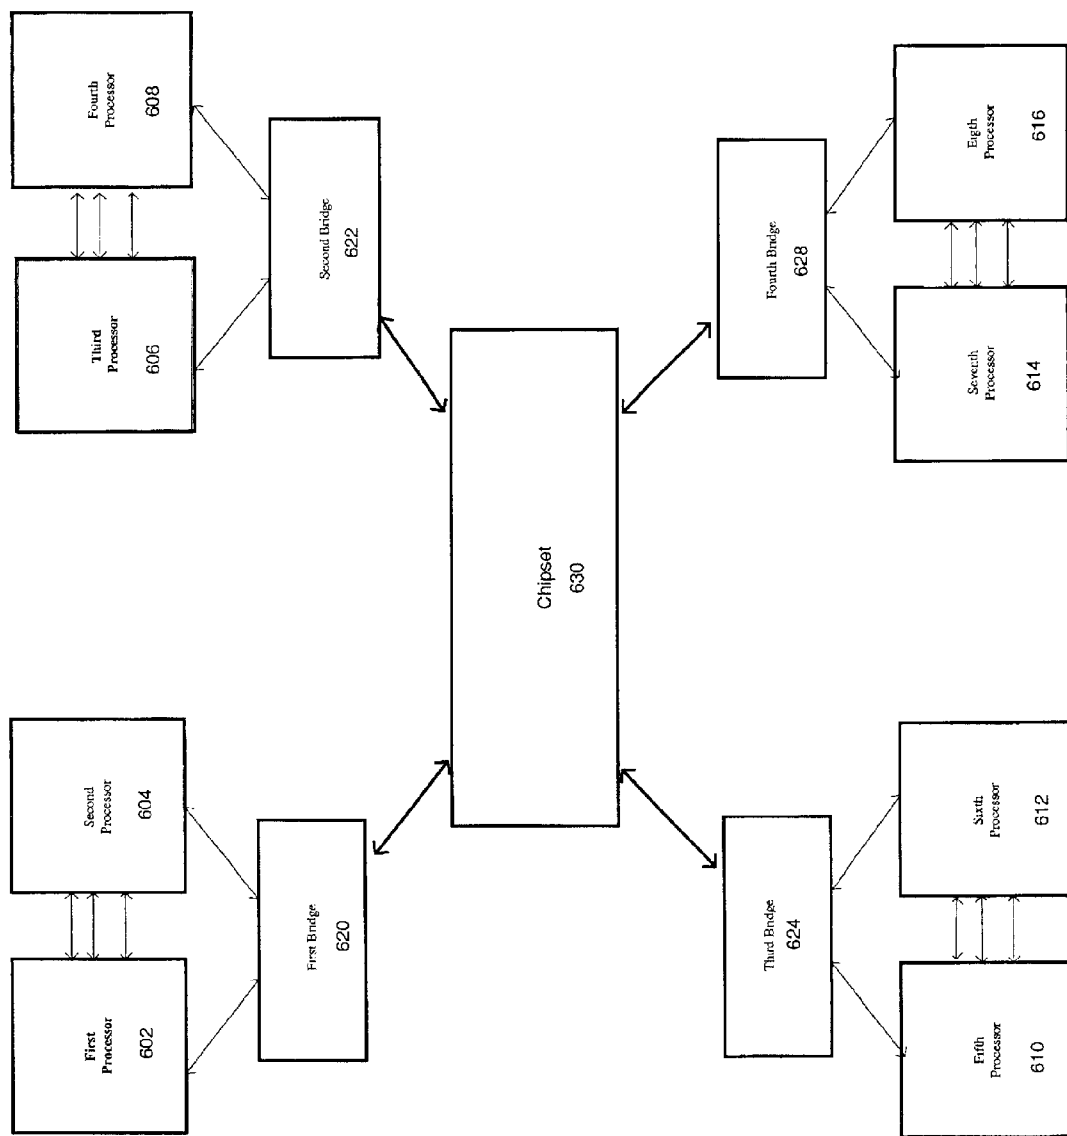 First
Processor
602
Second
Processor
604
Third
Processor
606
Fourth
Processor
608
First Bridge
620
Second Bridge
622
Chipset
630
Third Bridge
624
Fourth Bridge
628
Fifth
Processor
610
Sixth
Processor
612
Seventh
Processor
614
Eigth
Processor
616